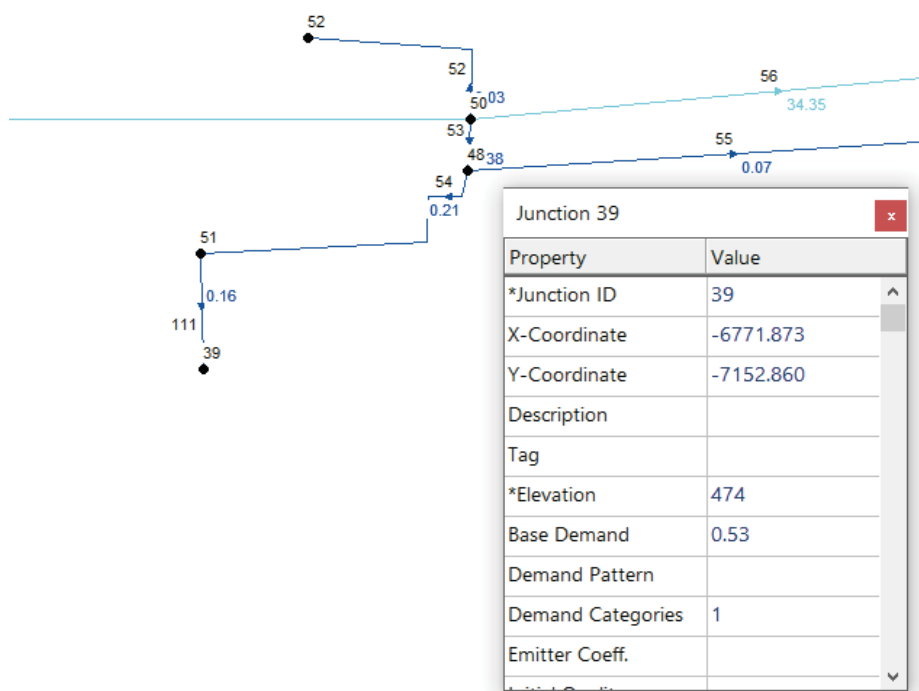 52
52
56
50
.03
34.35
53
55
48
38
0.07
54
0.21
51
0.16
111
39
Junction 39
x
Property Value
*Junction ID 39
X-Coordinate -6771.873
Y-Coordinate -7152.860
Description
Tag
*Elevation 474
Base Demand 0.53
Demand Pattern
Demand Categories 1
Emitter Coeff.